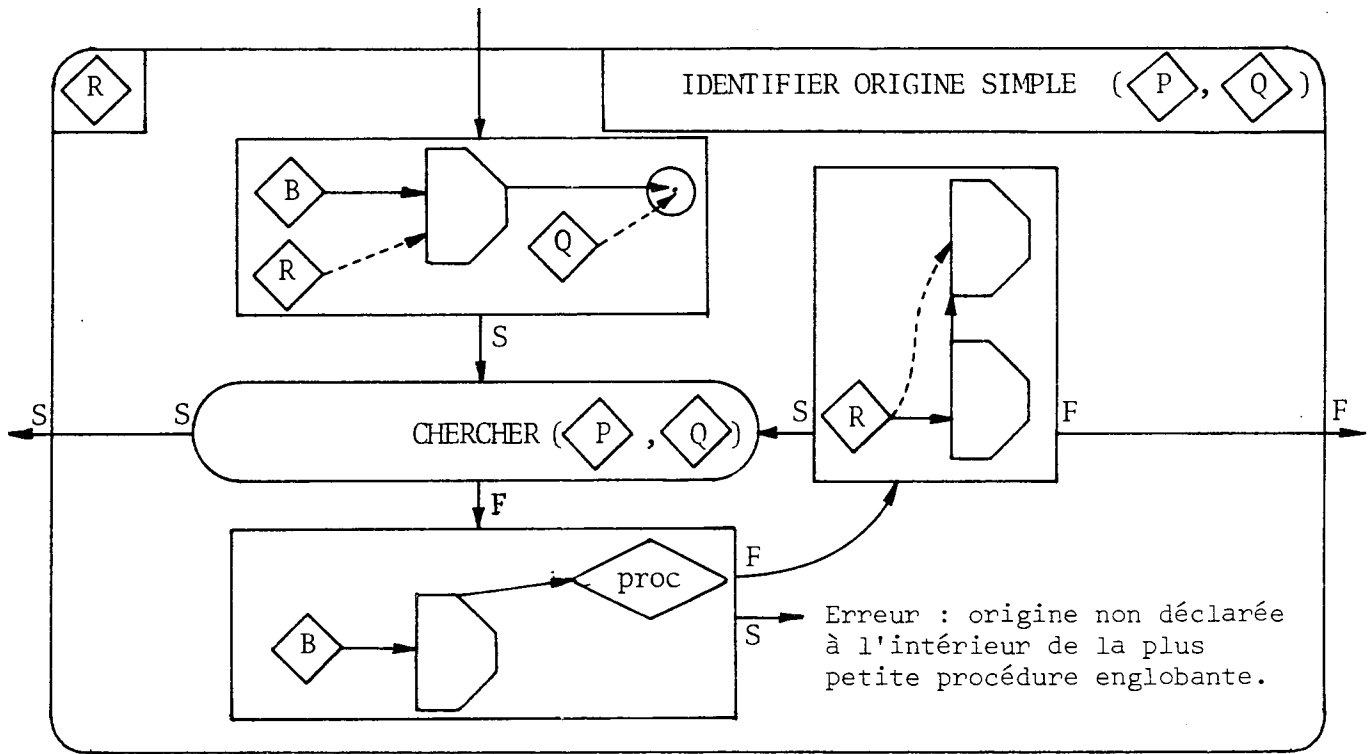 R
IDENTIFIER ORIGINE SIMPLE (P, Q)
B
R
Q
S
R
S
S
CHERCHER (P, Q)
S
F
F
F
proc
B
F
S
Erreur : origine non déclarée
à l'intérieur de la plus
petite procédure englobante.